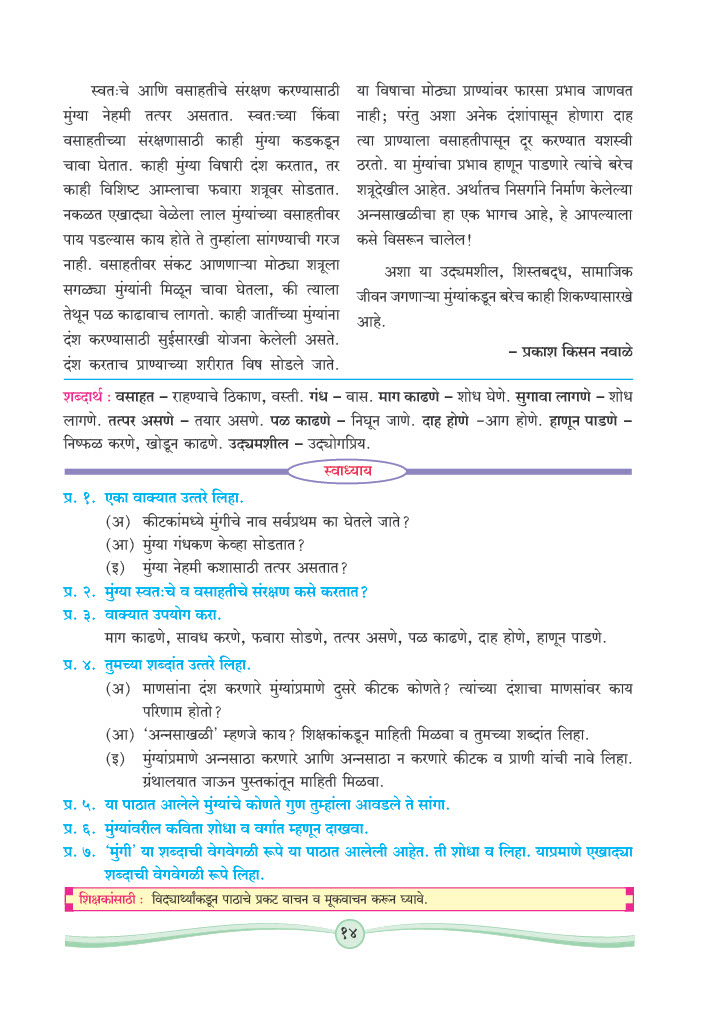 स्वतःचे आणि वसाहतीचे संरक्षण करण्यासाठी
मुंग्या नेहमी तत्पर असतात. स्वतःच्या किंवा
वसाहतीच्या संरक्षणासाठी काही मुंग्या कडकडून
चावा घेतात. काही मुंग्या विषारी दंश करतात, तर
काही विशिष्ट आम्लाचा फवारा शत्रूवर सोडतात.
नकळत एखाद्या वेळेला लाल मुंग्यांच्या वसाहतीवर
पाय पडल्यास काय होते ते तुम्हांला सांगण्याची गरज
नाही. वसाहतीवर संकट आणणाऱ्या मोठ्या शत्रूला
सगळ्या मुंग्यांनी मिळून चावा घेतला, की त्याला
तेथून पळ काढावाच लागतो. काही जातींच्या मुंग्यांना
दंश करण्यासाठी सुईसारखी योजना केलेली असते.
दंश करताच प्राण्याच्या शरीरात विष सोडले जाते.
या विषाचा मोठ्या प्राण्यांवर फारसा प्रभाव जाणवत
नाही; परंतु अशा अनेक दंशांपासून होणारा दाह
त्या प्राण्याला वसाहतीपासून दूर करण्यात यशस्वी
ठरतो. या मुंग्यांचा प्रभाव हाणून पाडणारे त्यांचे बरेच
शत्रूदेखील आहेत. अर्थातच निसर्गाने निर्माण केलेल्या
अन्नसाखळीचा हा एक भागच आहे, हे आपल्याला
कसे विसरून चालेल!
अशा या उद्यमशील, शिस्तबद्ध, सामाजिक
जीवन जगणाऱ्या मुंग्यांकडून बरेच काही शिकण्यासारखे
आहे.
– प्रकाश किसन नवाळे
शब्दार्थ : वसाहत – राहण्याचे ठिकाण, वस्ती. गंध – वास. माग काढणे – शोध घेणे. सुगावा लागणे – शोध
लागणे. तत्पर असणे – तयार असणे. पळ काढणे – निघून जाणे. दाह होणे -आग होणे. हाणून पाडणे –
निष्फळ करणे, खोडून काढणे. उद्यमशील – उद्योगप्रिय.
स्वाध्याय
प्र. १. एका वाक्यात उत्तरे लिहा.
(अ) कीटकांमध्ये मुंगीचे नाव सर्वप्रथम का घेतले जाते?
(आ) मुंग्या गंधकण केव्हा सोडतात?
(इ) मुंग्या नेहमी कशासाठी तत्पर असतात?
प्र. २. मुंग्या स्वतःचे व वसाहतीचे संरक्षण कसे करतात?
प्र. ३. वाक्यात उपयोग करा.
माग काढणे, सावध करणे, फवारा सोडणे, तत्पर असणे, पळ काढणे, दाह होणे, हाणून पाडणे.
प्र. ४. तुमच्या शब्दांत उत्तरे लिहा.
(अ) माणसांना दंश करणारे मुंग्यांप्रमाणे दुसरे कीटक कोणते? त्यांच्या दंशाचा माणसांवर काय
परिणाम होतो?
(आ) ‘अन्नसाखळी’ म्हणजे काय? शिक्षकांकडून माहिती मिळवा व तुमच्या शब्दांत लिहा.
(इ) मुंग्यांप्रमाणे अन्नसाठा करणारे आणि अन्नसाठा न करणारे कीटक व प्राणी यांची नावे लिहा.
ग्रंथालयात जाऊन पुस्तकांतून माहिती मिळवा.
प्र. ५. या पाठात आलेले मुंग्यांचे कोणते गुण तुम्हांला आवडले ते सांगा.
प्र. ६. मुंग्यांवरील कविता शोधा व वर्गात म्हणून दाखवा.
प्र. ७. ‘मुंगी’ या शब्दाची वेगवेगळी रूपे या पाठात आलेली आहेत. ती शोधा व लिहा. याप्रमाणे एखाद्या
शब्दाची वेगवेगळी रूपे लिहा.
शिक्षकांसाठी : विद्यार्थ्यांकडून पाठाचे प्रकट वाचन व मूकवाचन करून घ्यावे.
१४